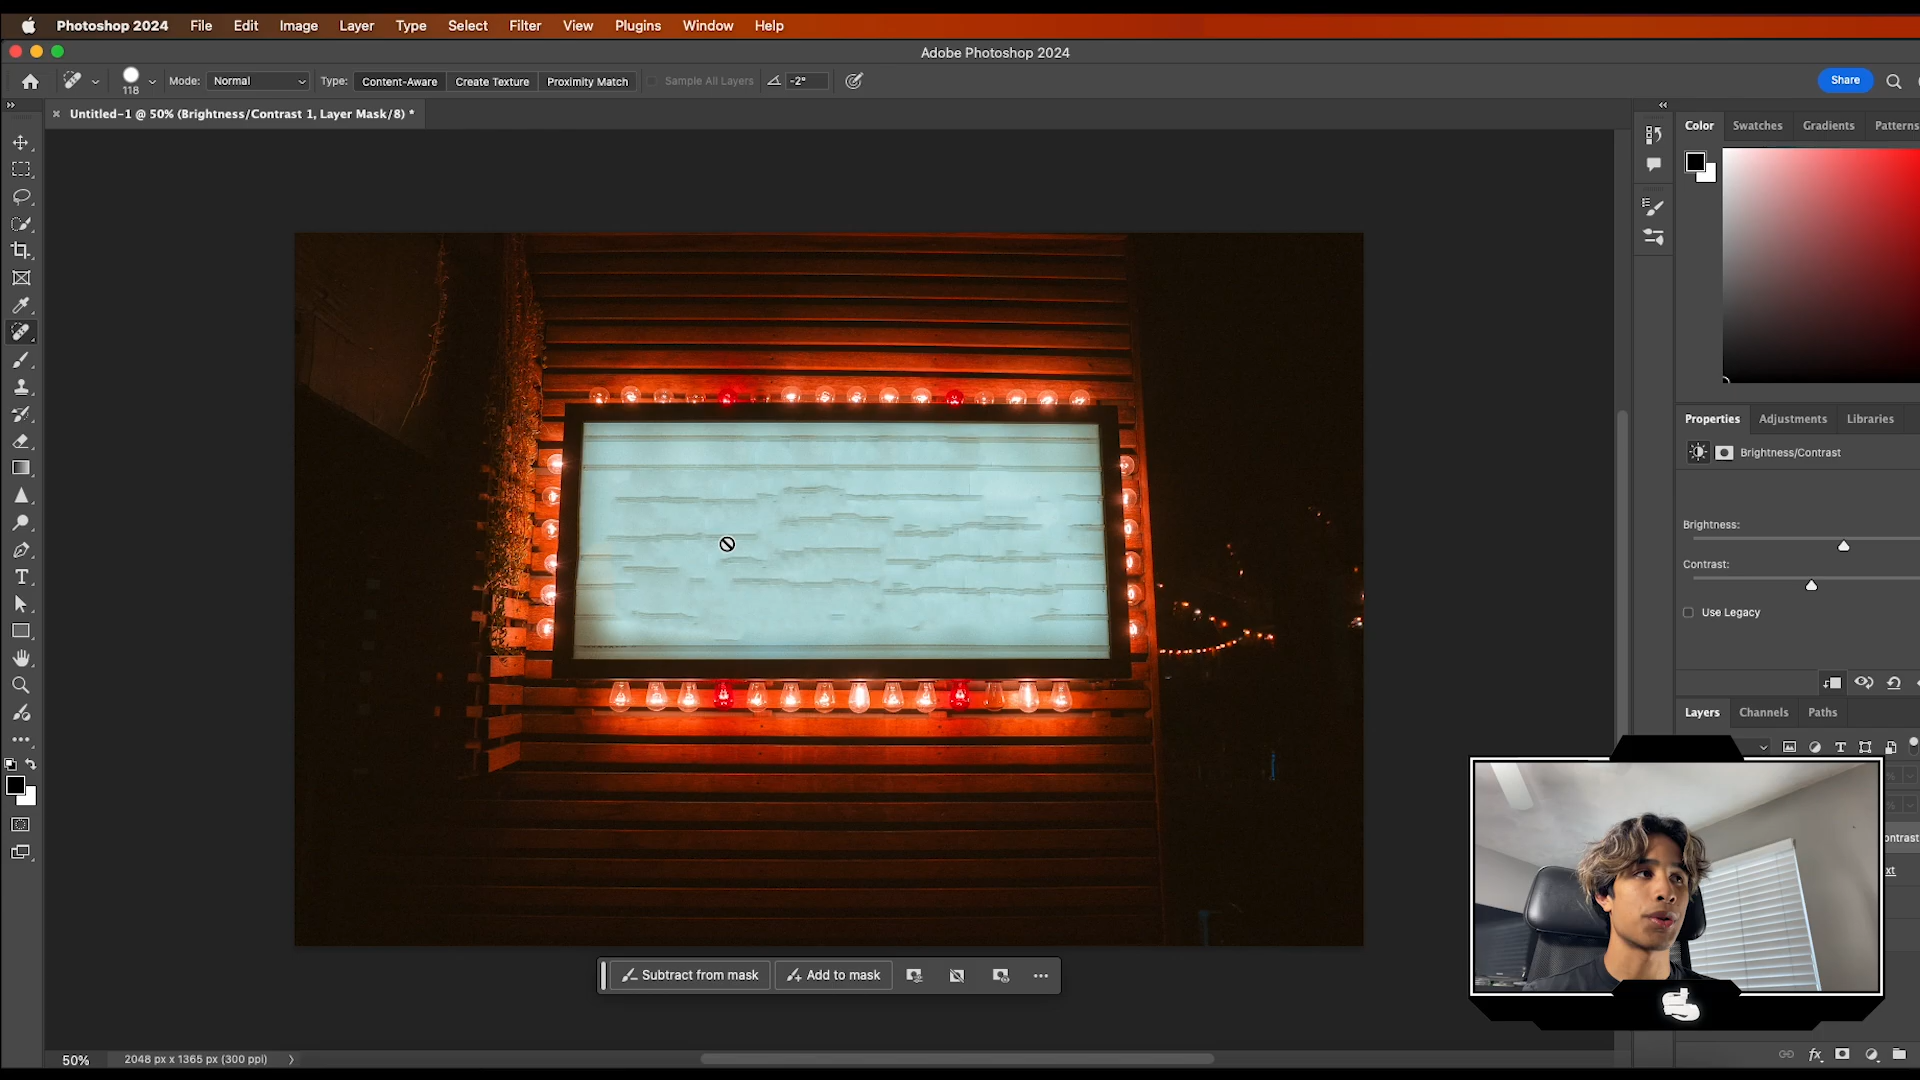 Photoshop 2024 File Edit Image Layer Type Select Filter View Plugins Window Help
Adobe Photoshop 2024
118 Mode: Normal Type: Content-Aware Create Texture Proximity Match Sample All Layers -2° Share
Untitled-1 @ 50% (Brightness/Contrast 1, Layer Mask/8) *
Color Swatches Gradients Patterns
Properties Adjustments Libraries
Brightness/Contrast
Brightness:
Contrast:
Use Legacy
Layers Channels Paths
Subtract from mask Add to mask
50% 2048 px x 1365 px (300 ppi)